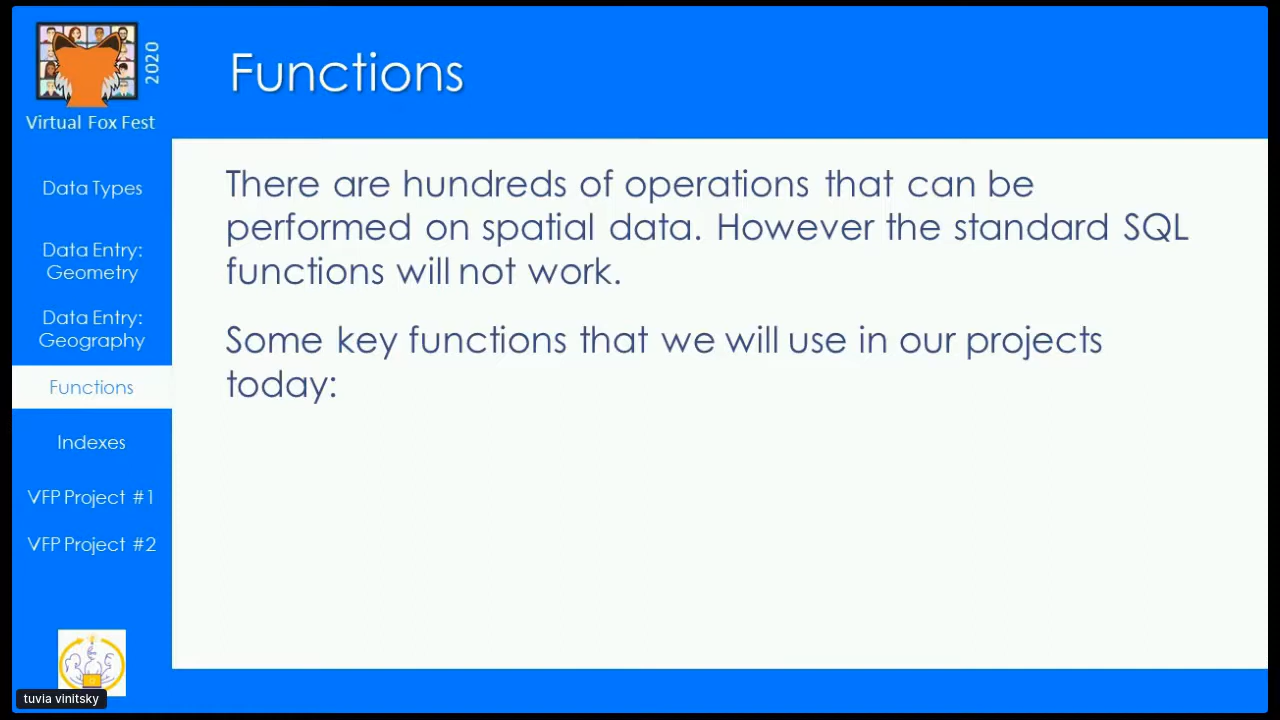 2020
Virtual Fox Fest
Functions
Data Types
Data Entry:
Geometry
Data Entry:
Geography
Functions
Indexes
VFP Project #1
VFP Project #2
There are hundreds of operations that can be
performed on spatial data. However the standard SQL
functions will not work.
Some key functions that we will use in our projects
today:
tuvia vinitsky